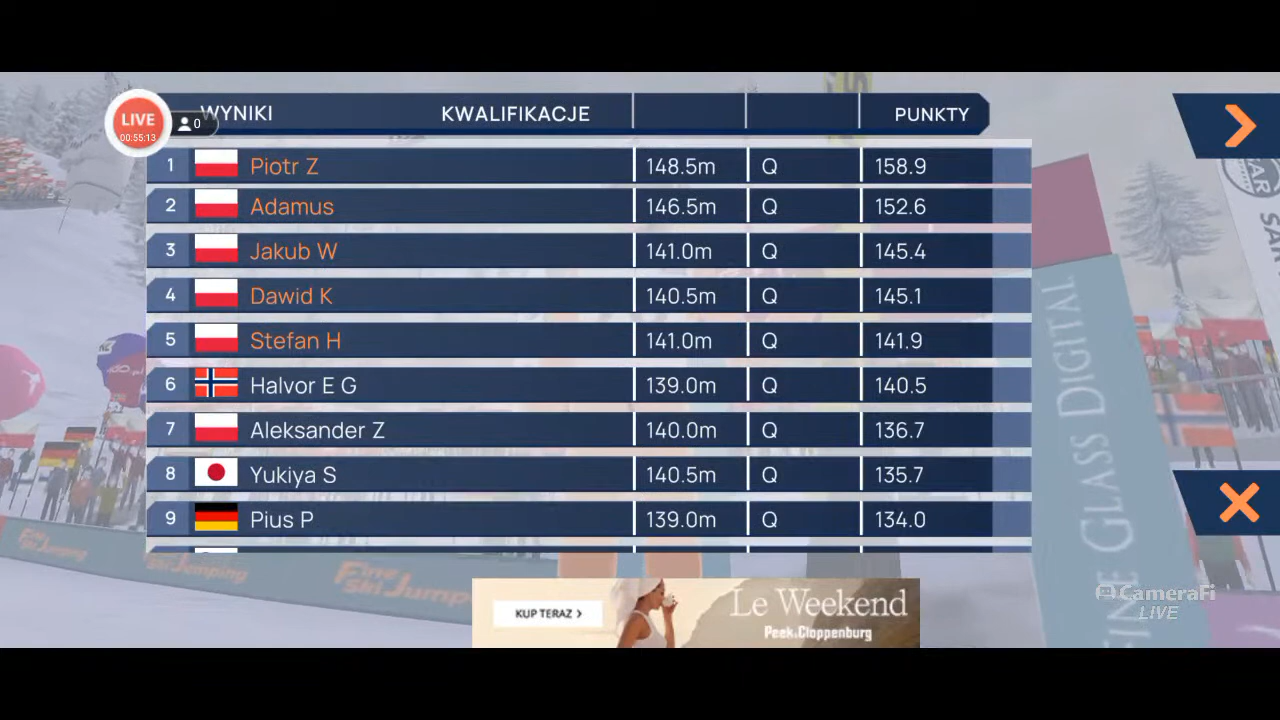 LIVE
00:55:13
0
WYNIKI KWALIFIKACJE PUNKTY
1 Piotr Z 148.5m Q 158.9
2 Adamus 146.5m Q 152.6
3 Jakub W 141.0m Q 145.4
4 Dawid K 140.5m Q 145.1
5 Stefan H 141.0m Q 141.9
6 Halvor E G 139.0m Q 140.5
7 Aleksander Z 140.0m Q 136.7
8 Yukiya S 140.5m Q 135.7
9 Pius P 139.0m Q 134.0
Fine Ski Jumping
Fine Ski Jumping
FINE GLASS DIGITAL
KUP TERAZ >
Le Weekend
Peek&Cloppenburg
CameraFi
LIVE